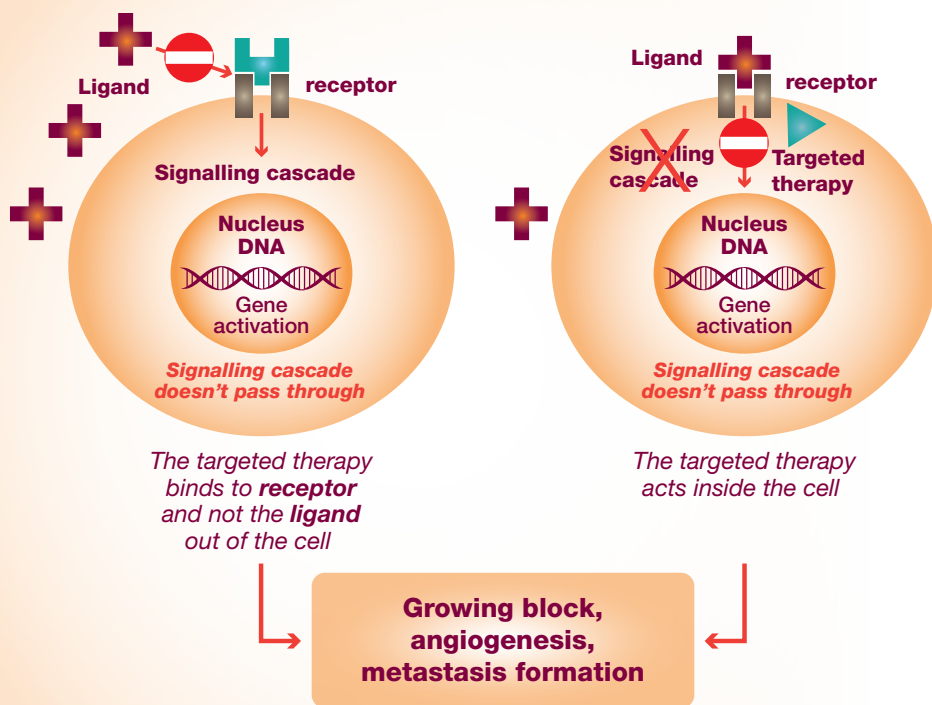 Ligand
receptor
Signalling cascade
Nucleus
DNA
Gene
activation
Signalling cascade
doesn't pass through
The targeted therapy
binds to receptor
and not the ligand
out of the cell
Ligand
receptor
Signalling
cascade
Targeted
therapy
Nucleus
DNA
Gene
activation
Signalling cascade
doesn't pass through
The targeted therapy
acts inside the cell
Growing block,
angiogenesis,
metastasis formation